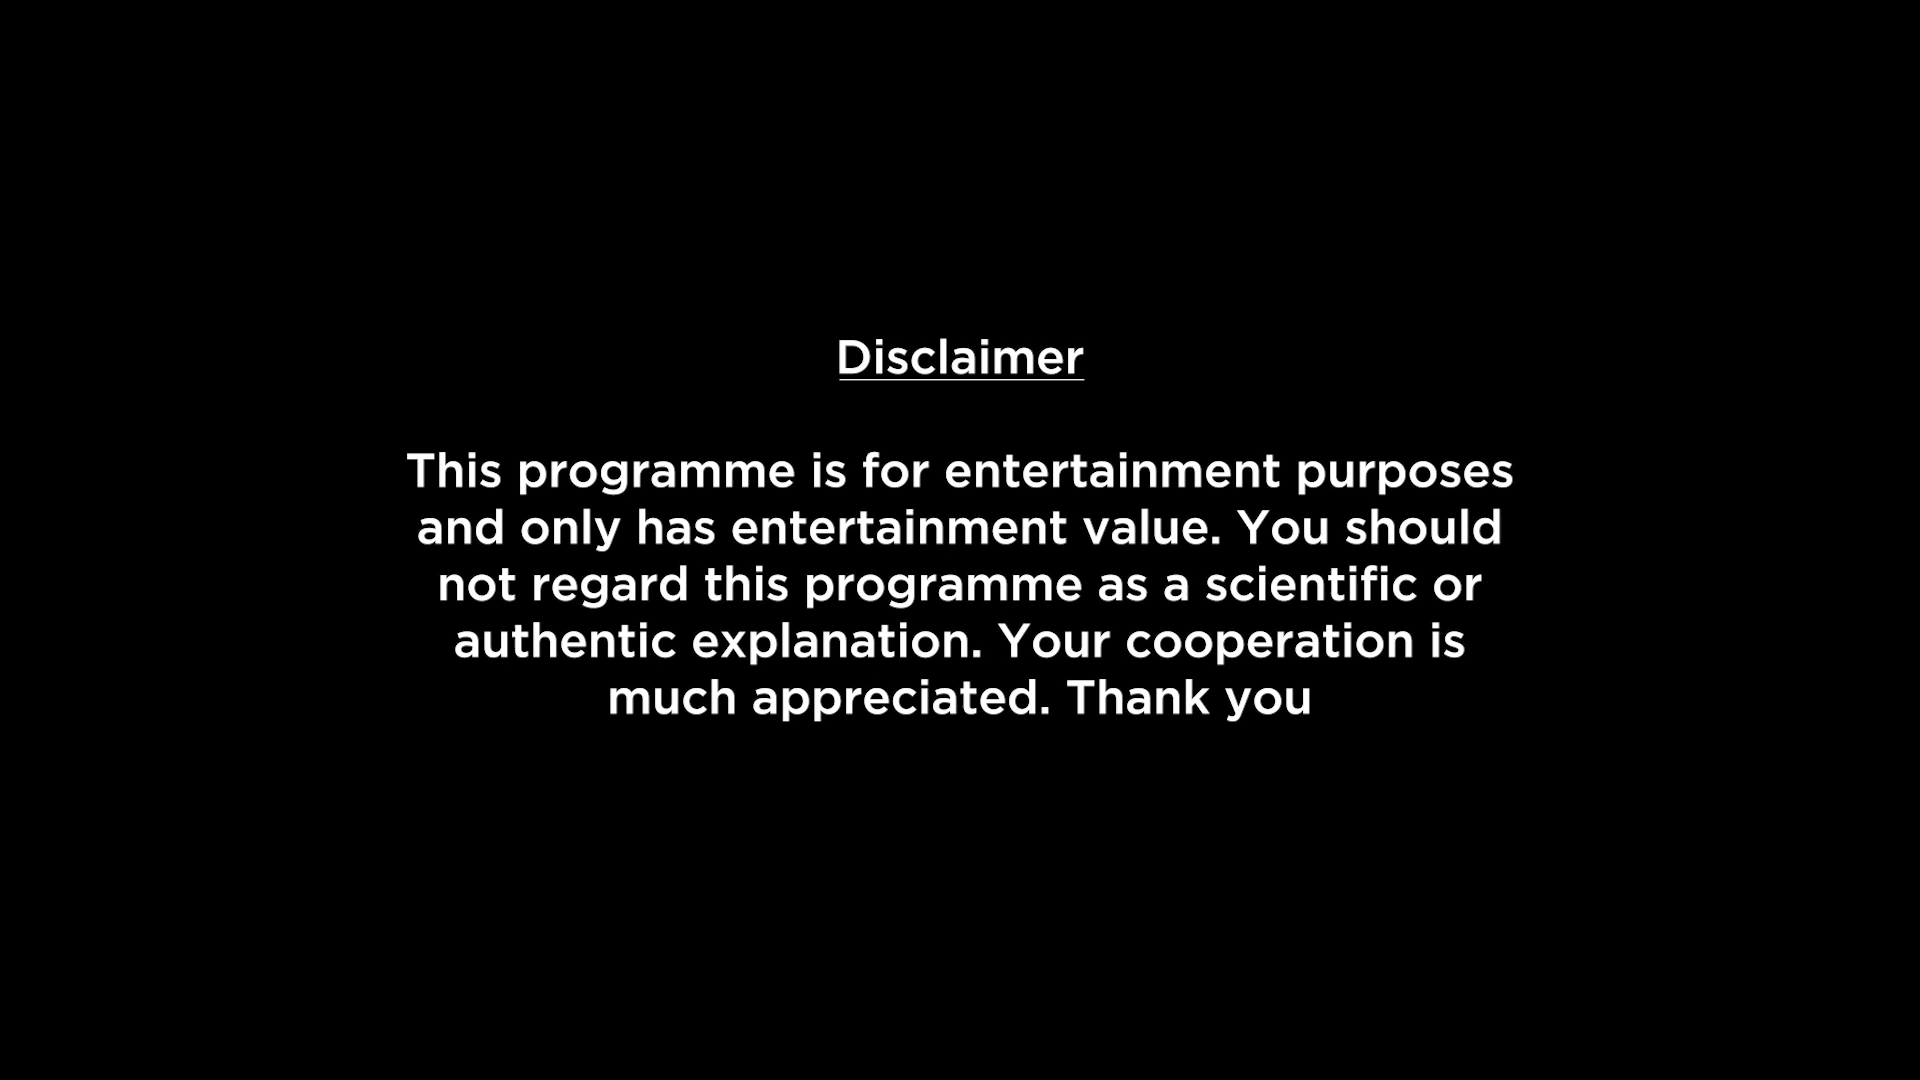 Disclaimer
This programme is for entertainment purposes
and only has entertainment value. You should
not regard this programme as a scientific or
authentic explanation. Your cooperation is
much appreciated. Thank you